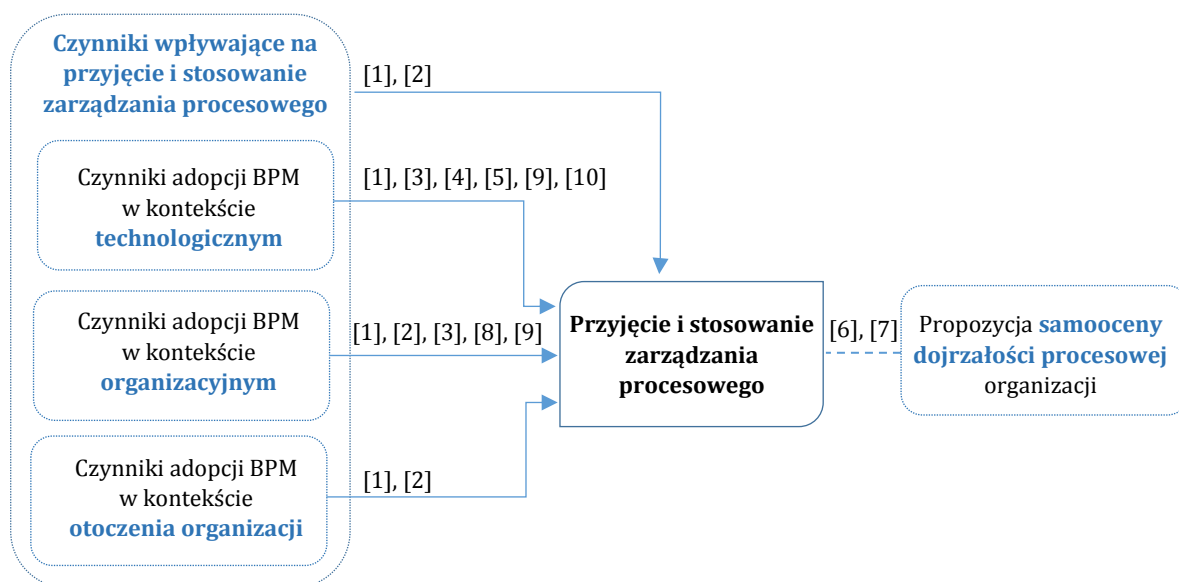 Czynniki wpływające na
przyjęcie i stosowanie
zarządzania procesowego
[1], [2]
Czynniki adopcji BPM
w kontekście
technologicznym
[1], [3], [4], [5], [9], [10]
Czynniki adopcji BPM
w kontekście
organizacyjnym
[1], [2], [3], [8], [9]
Czynniki adopcji BPM
w kontekście
otoczenia organizacji
[1], [2]
Przyjęcie i stosowanie
zarządzania
procesowego
[6], [7]
Propozycja samooceny
dojrzałości procesowej
organizacji